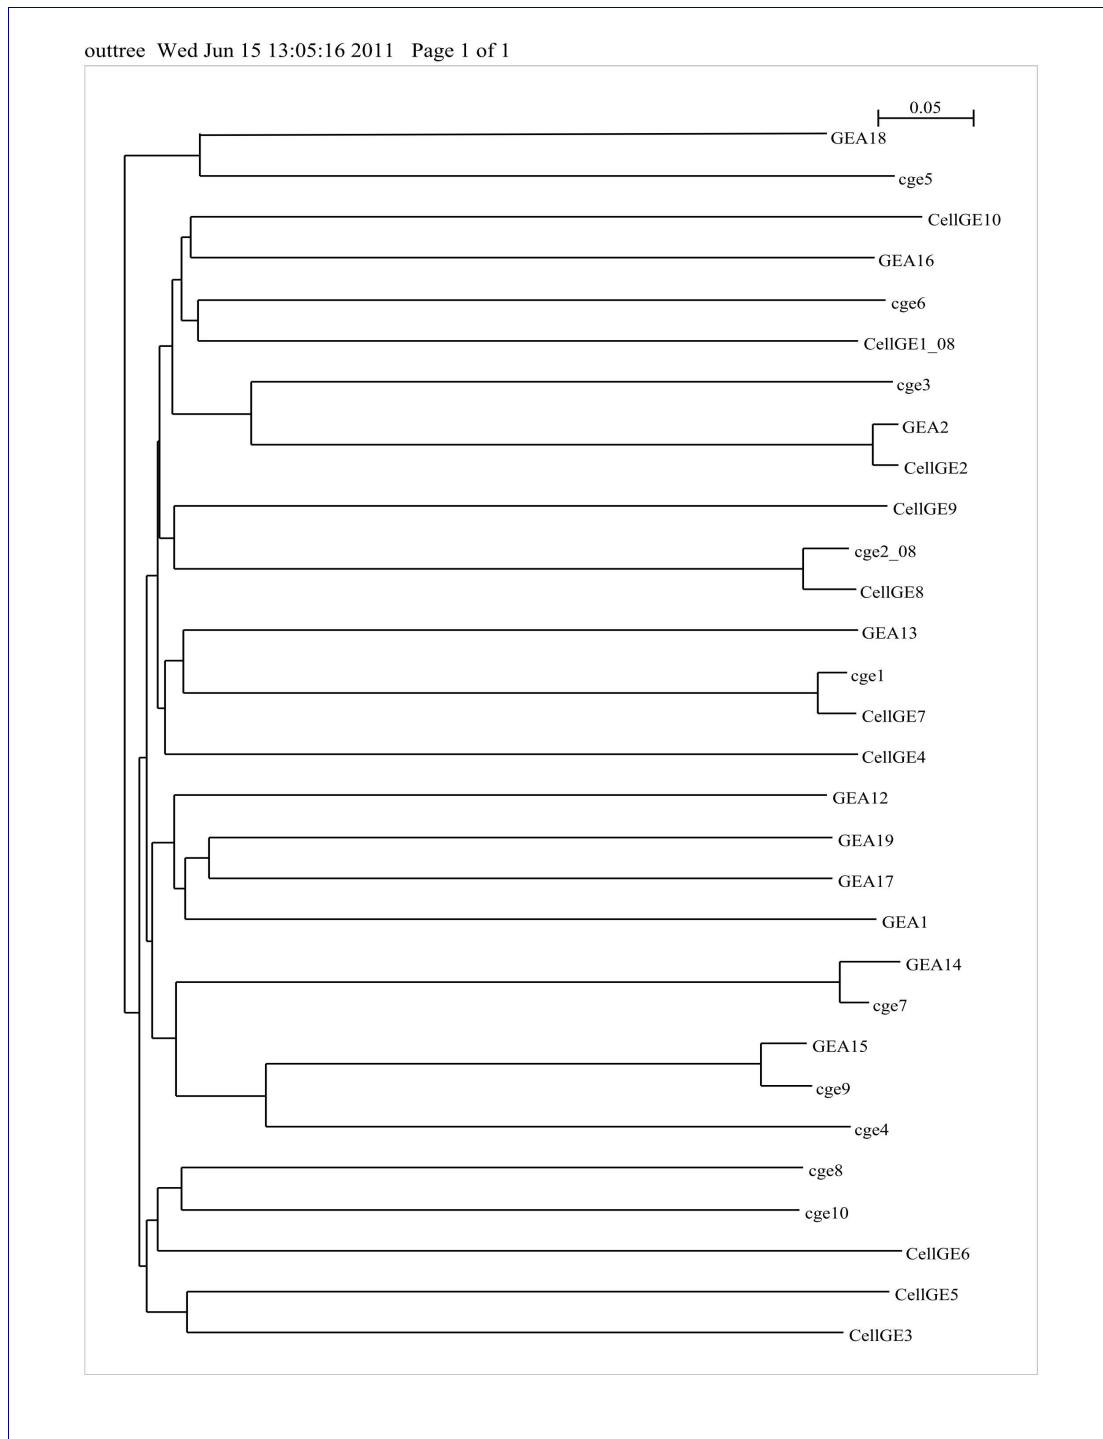 outtree Wed Jun 15 13:05:16 2011 Page 1 of 1
0.05
GEA18
cge5
CellGE10
GEA16
cge6
CellGE1_08
cge3
GEA2
CellGE2
CellGE9
cge2_08
CellGE8
GEA13
cge1
CellGE7
CellGE4
GEA12
GEA19
GEA17
GEA1
GEA14
cge7
GEA15
cge9
cge4
cge8
cge10
CellGE6
CellGE5
CellGE3